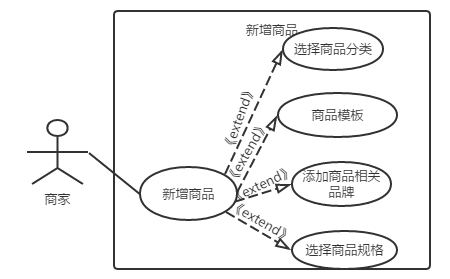 新增商品
选择商品分类
《extend》
商品模板
《extend》
添加商品相关
品牌
《extend》
新增商品
商家
《extend》
选择商品规格